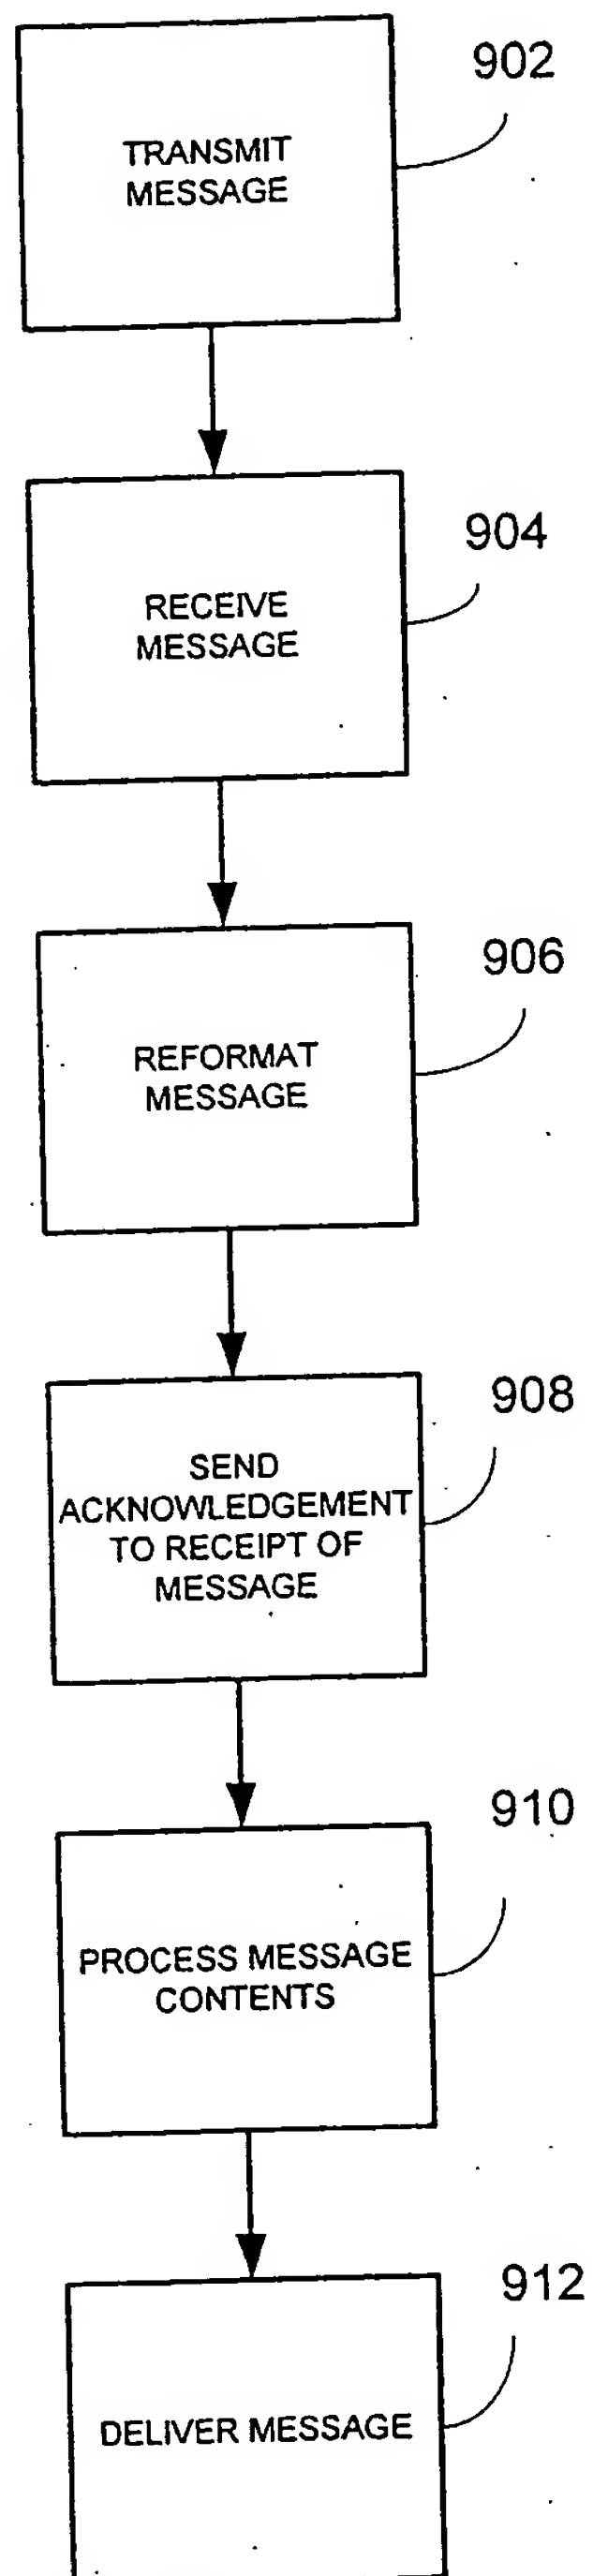 902
TRANSMIT
MESSAGE
904
RECEIVE
MESSAGE
906
REFORMAT
MESSAGE
908
SEND
ACKNOWLEDGEMENT
TO RECEIPT OF
MESSAGE
910
PROCESS MESSAGE
CONTENTS
912
DELIVER MESSAGE